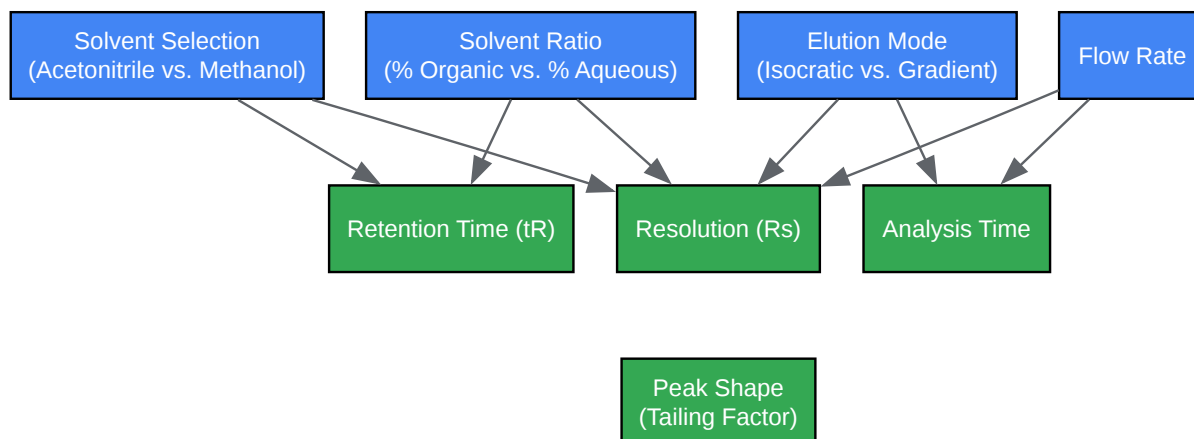 Solvent Selection
(Acetonitrile vs. Methanol)
Solvent Ratio
(% Organic vs. % Aqueous)
Elution Mode
(Isocratic vs. Gradient)
Flow Rate
Retention Time (tR)
Resolution (Rs)
Analysis Time
Peak Shape
(Tailing Factor)